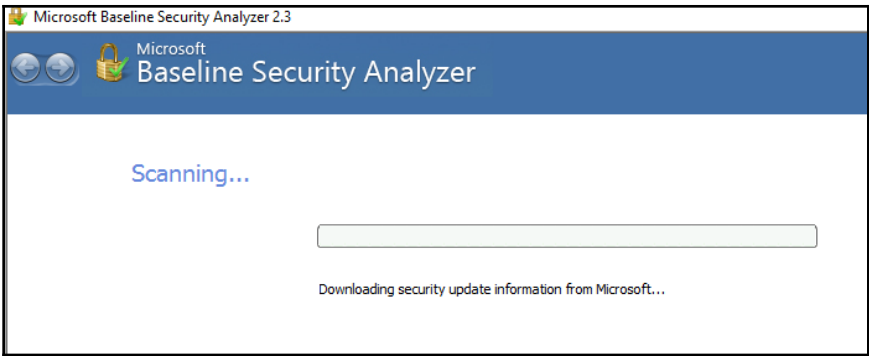 Microsoft Baseline Security Analyzer 2.3
Microsoft
Baseline Security Analyzer
Scanning...
Downloading security update information from Microsoft...